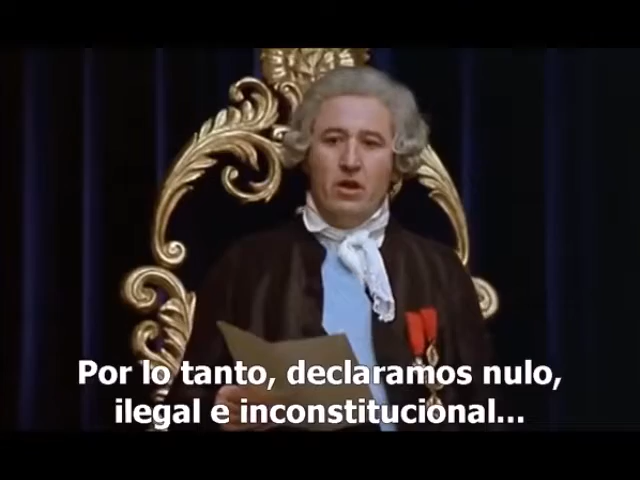 Por lo tanto, declaramos nulo,
ilegal e inconstitucional...